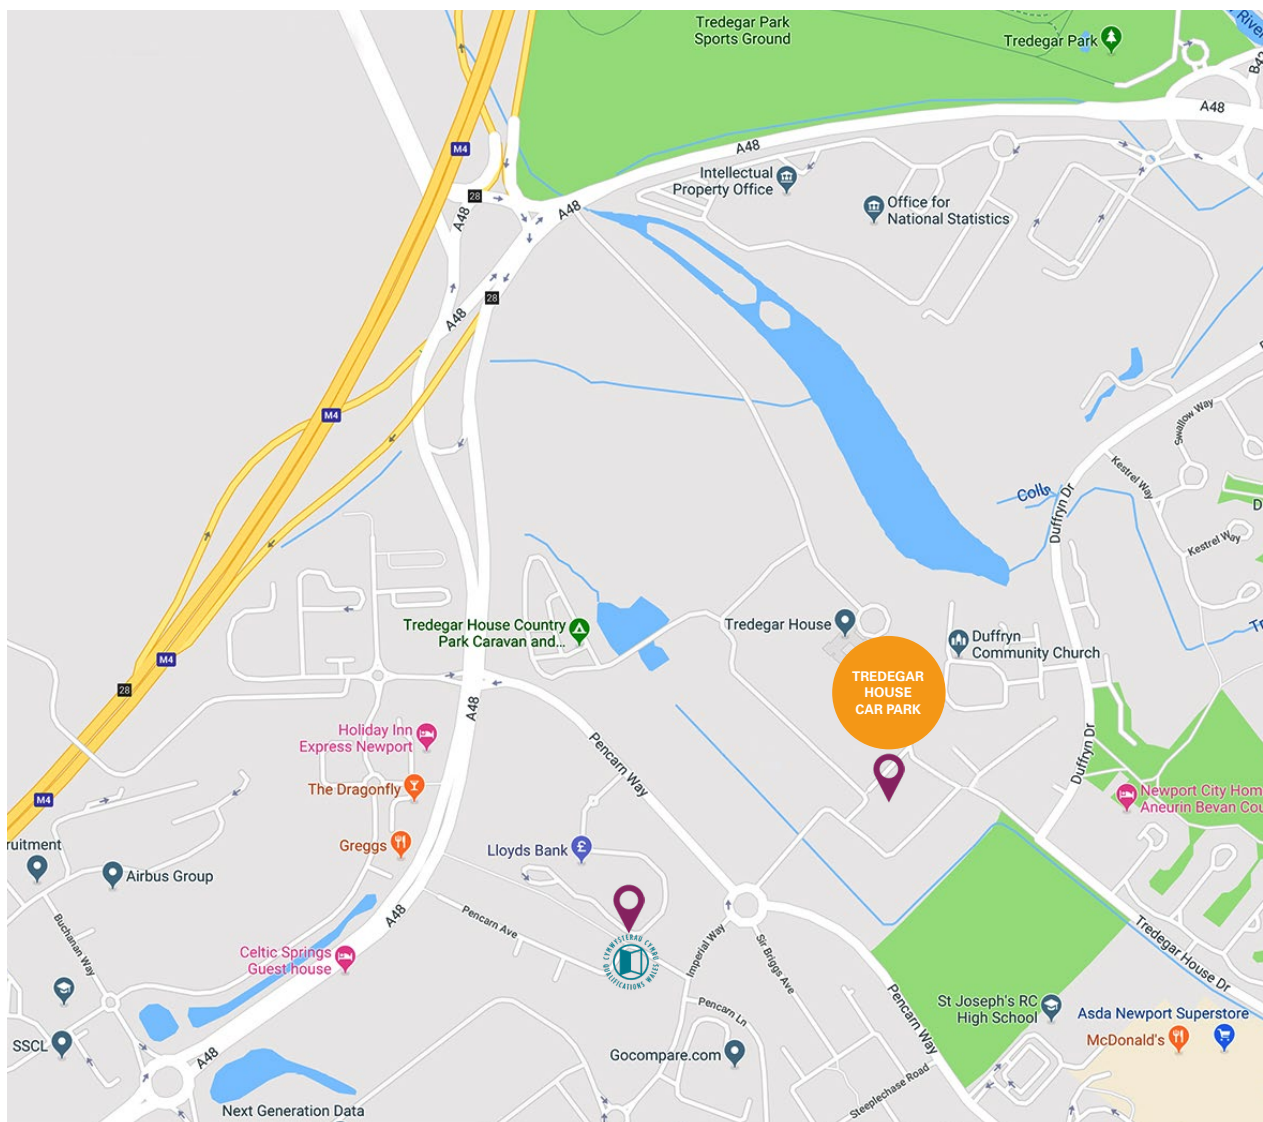 Tredegar Park
Sports Ground
Tredegar Park
River
B42
A48
A48
M4
Intellectual
Property Office
28
A48
A48
Office for
National Statistics
28
A48
M4
Swallow Way
Kestrel Way
Duffryn Dr
Kestrel Way
D
Tredegar House Country
Park Caravan and...
Tredegar House
Duffryn
Community Church
Tr
M4
28
TREDEGAR
HOUSE
CAR PARK
A48
Holiday Inn
Express Newport
Pencarn Way
Duffryn Dr
The Dragonfly
M4
Newport City Hom
Aneurin Bevan Cou
ruitment
Greggs
Lloyds Bank
Airbus Group
A48
Pencarn Ave
Buchanan Way
Imperial Way
Sir Briggs Ave
Tredegar House Dr
CYMWYSTERAU CYMRU
QUALIFICATIONS WALES
Celtic Springs
Guest house
Pencarn Way
Pencarn Ln
St Joseph's RC
High School
Asda Newport Superstore
McDonald's
SSCL
A48
Gocompare.com
Steeplechase Road
Next Generation Data